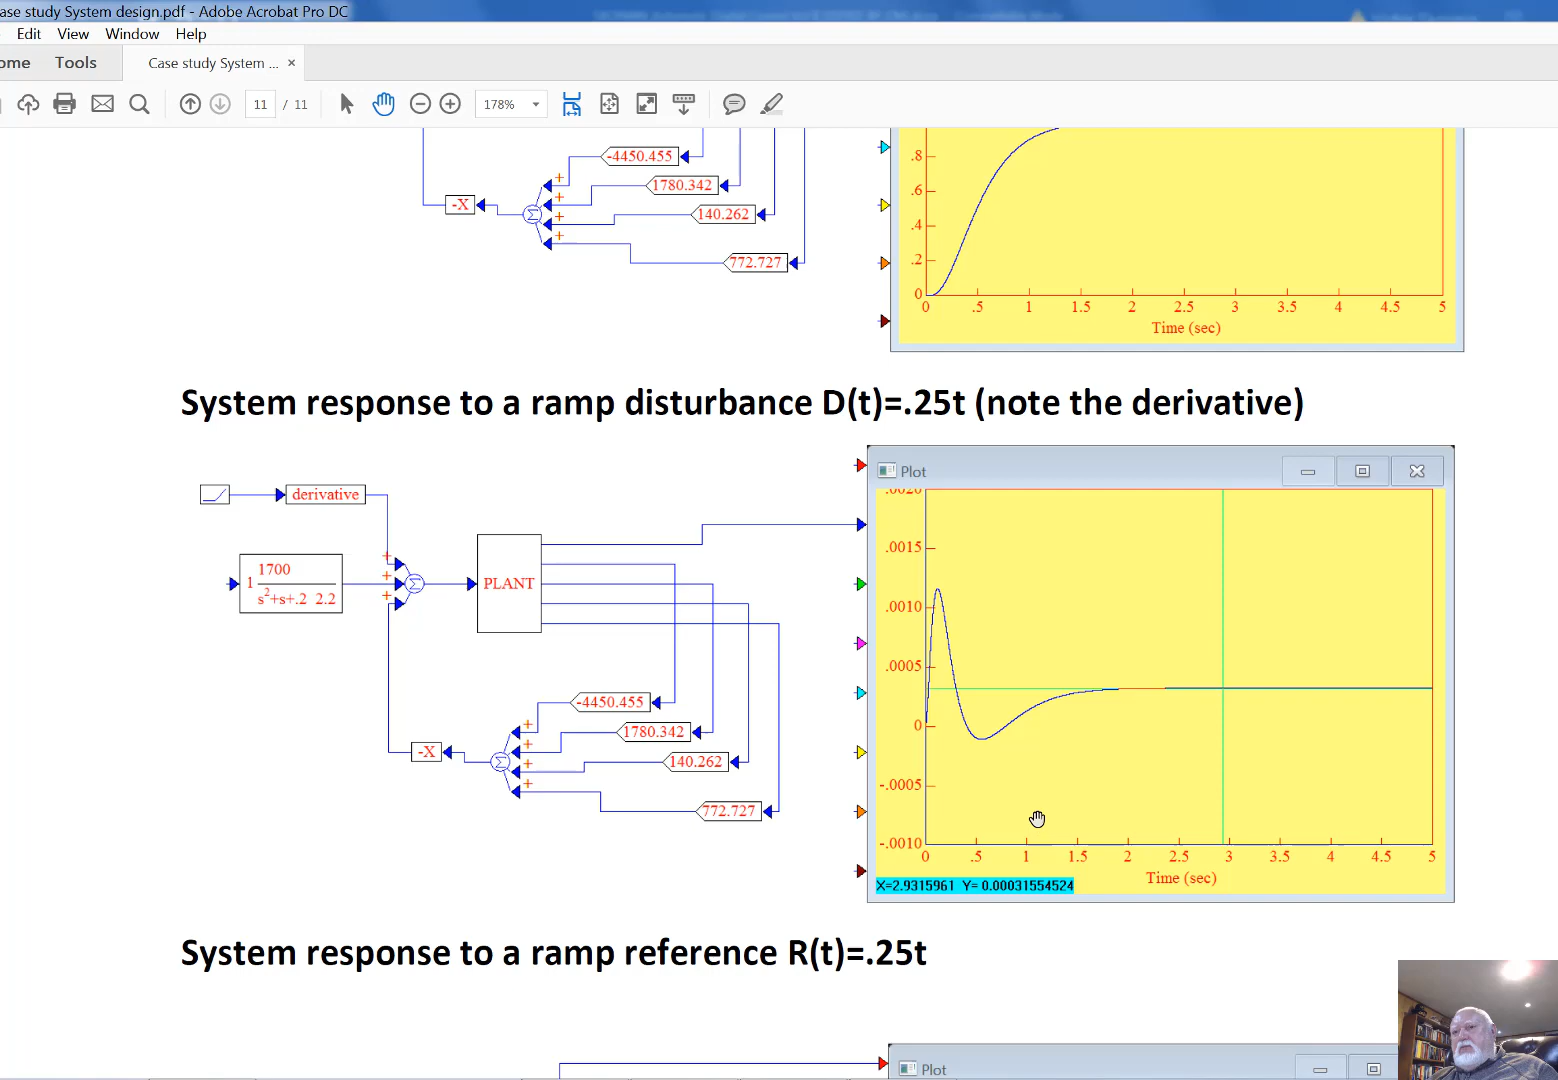 ase study System design.pdf - Adobe Acrobat Pro DC
Edit View Window Help
ome Tools Case study System ... ×
11 / 11 178%
-4450.455
+
1780.342
+
-X
Σ
+
140.262
+
772.727
.8
.6
.4
.2
0
0 .5 1 1.5 2 2.5 3 3.5 4 4.5 5
Time (sec)
System response to a ramp disturbance D(t)=.25t (note the derivative)
derivative
+
1700
1
s²+s+.2 2.2
+
+
Σ
PLANT
-4450.455
+
1780.342
+
-X
Σ
+
140.262
+
772.727
Plot
.0020
.0015
.0010
.0005
0
-.0005
-.0010
0 .5 1 1.5 2 2.5 3 3.5 4 4.5 5
Time (sec)
X=2.9315961 Y= 0.00031554524
System response to a ramp reference R(t)=.25t
Plot